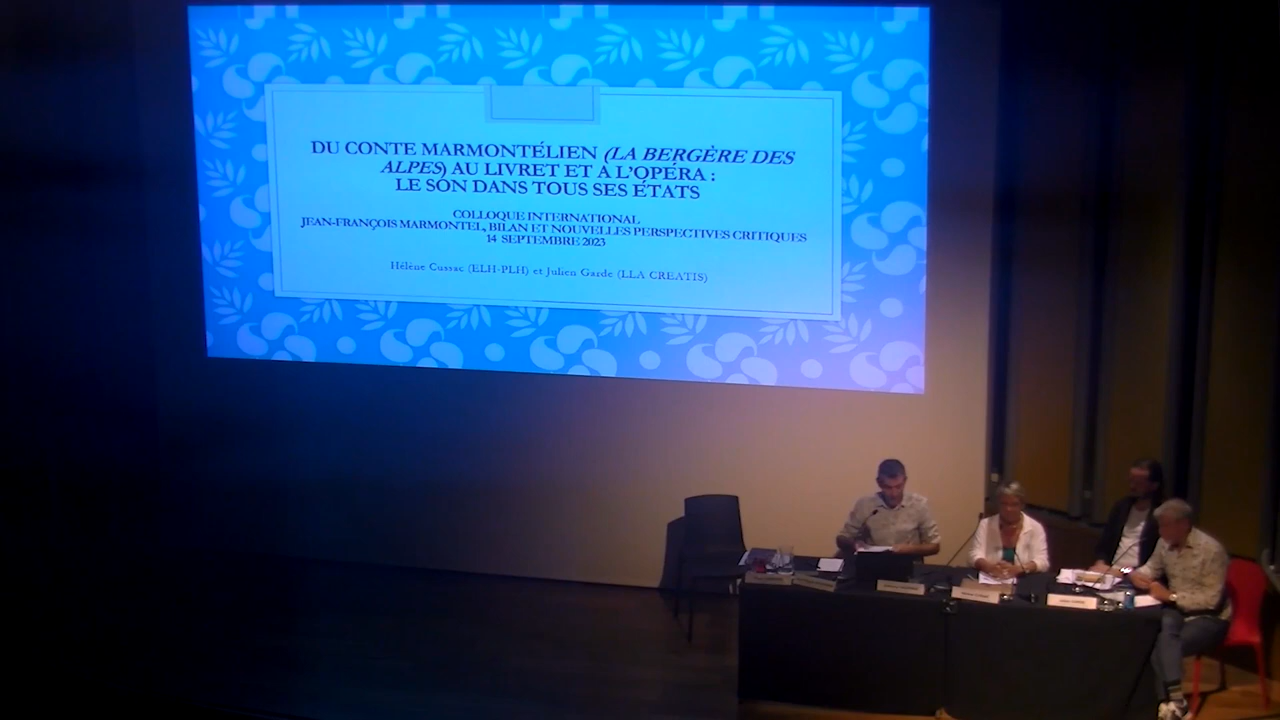 DU CONTE MARMONTÉLIEN (LA BERGÈRE DES
ALPES) AU LIVRET ET A L'OPÉRA :
LE SON DANS TOUS SES ÉTATS
COLLOQUE INTERNATIONAL
JEAN-FRANÇOIS MARMONTEL, BILAN ET NOUVELLES PERSPECTIVES CRITIQUES
14 SEPTEMBRE 2023
Hélène Cussac (ELH-PLH) et Julien Garde (LLA CREATIS)